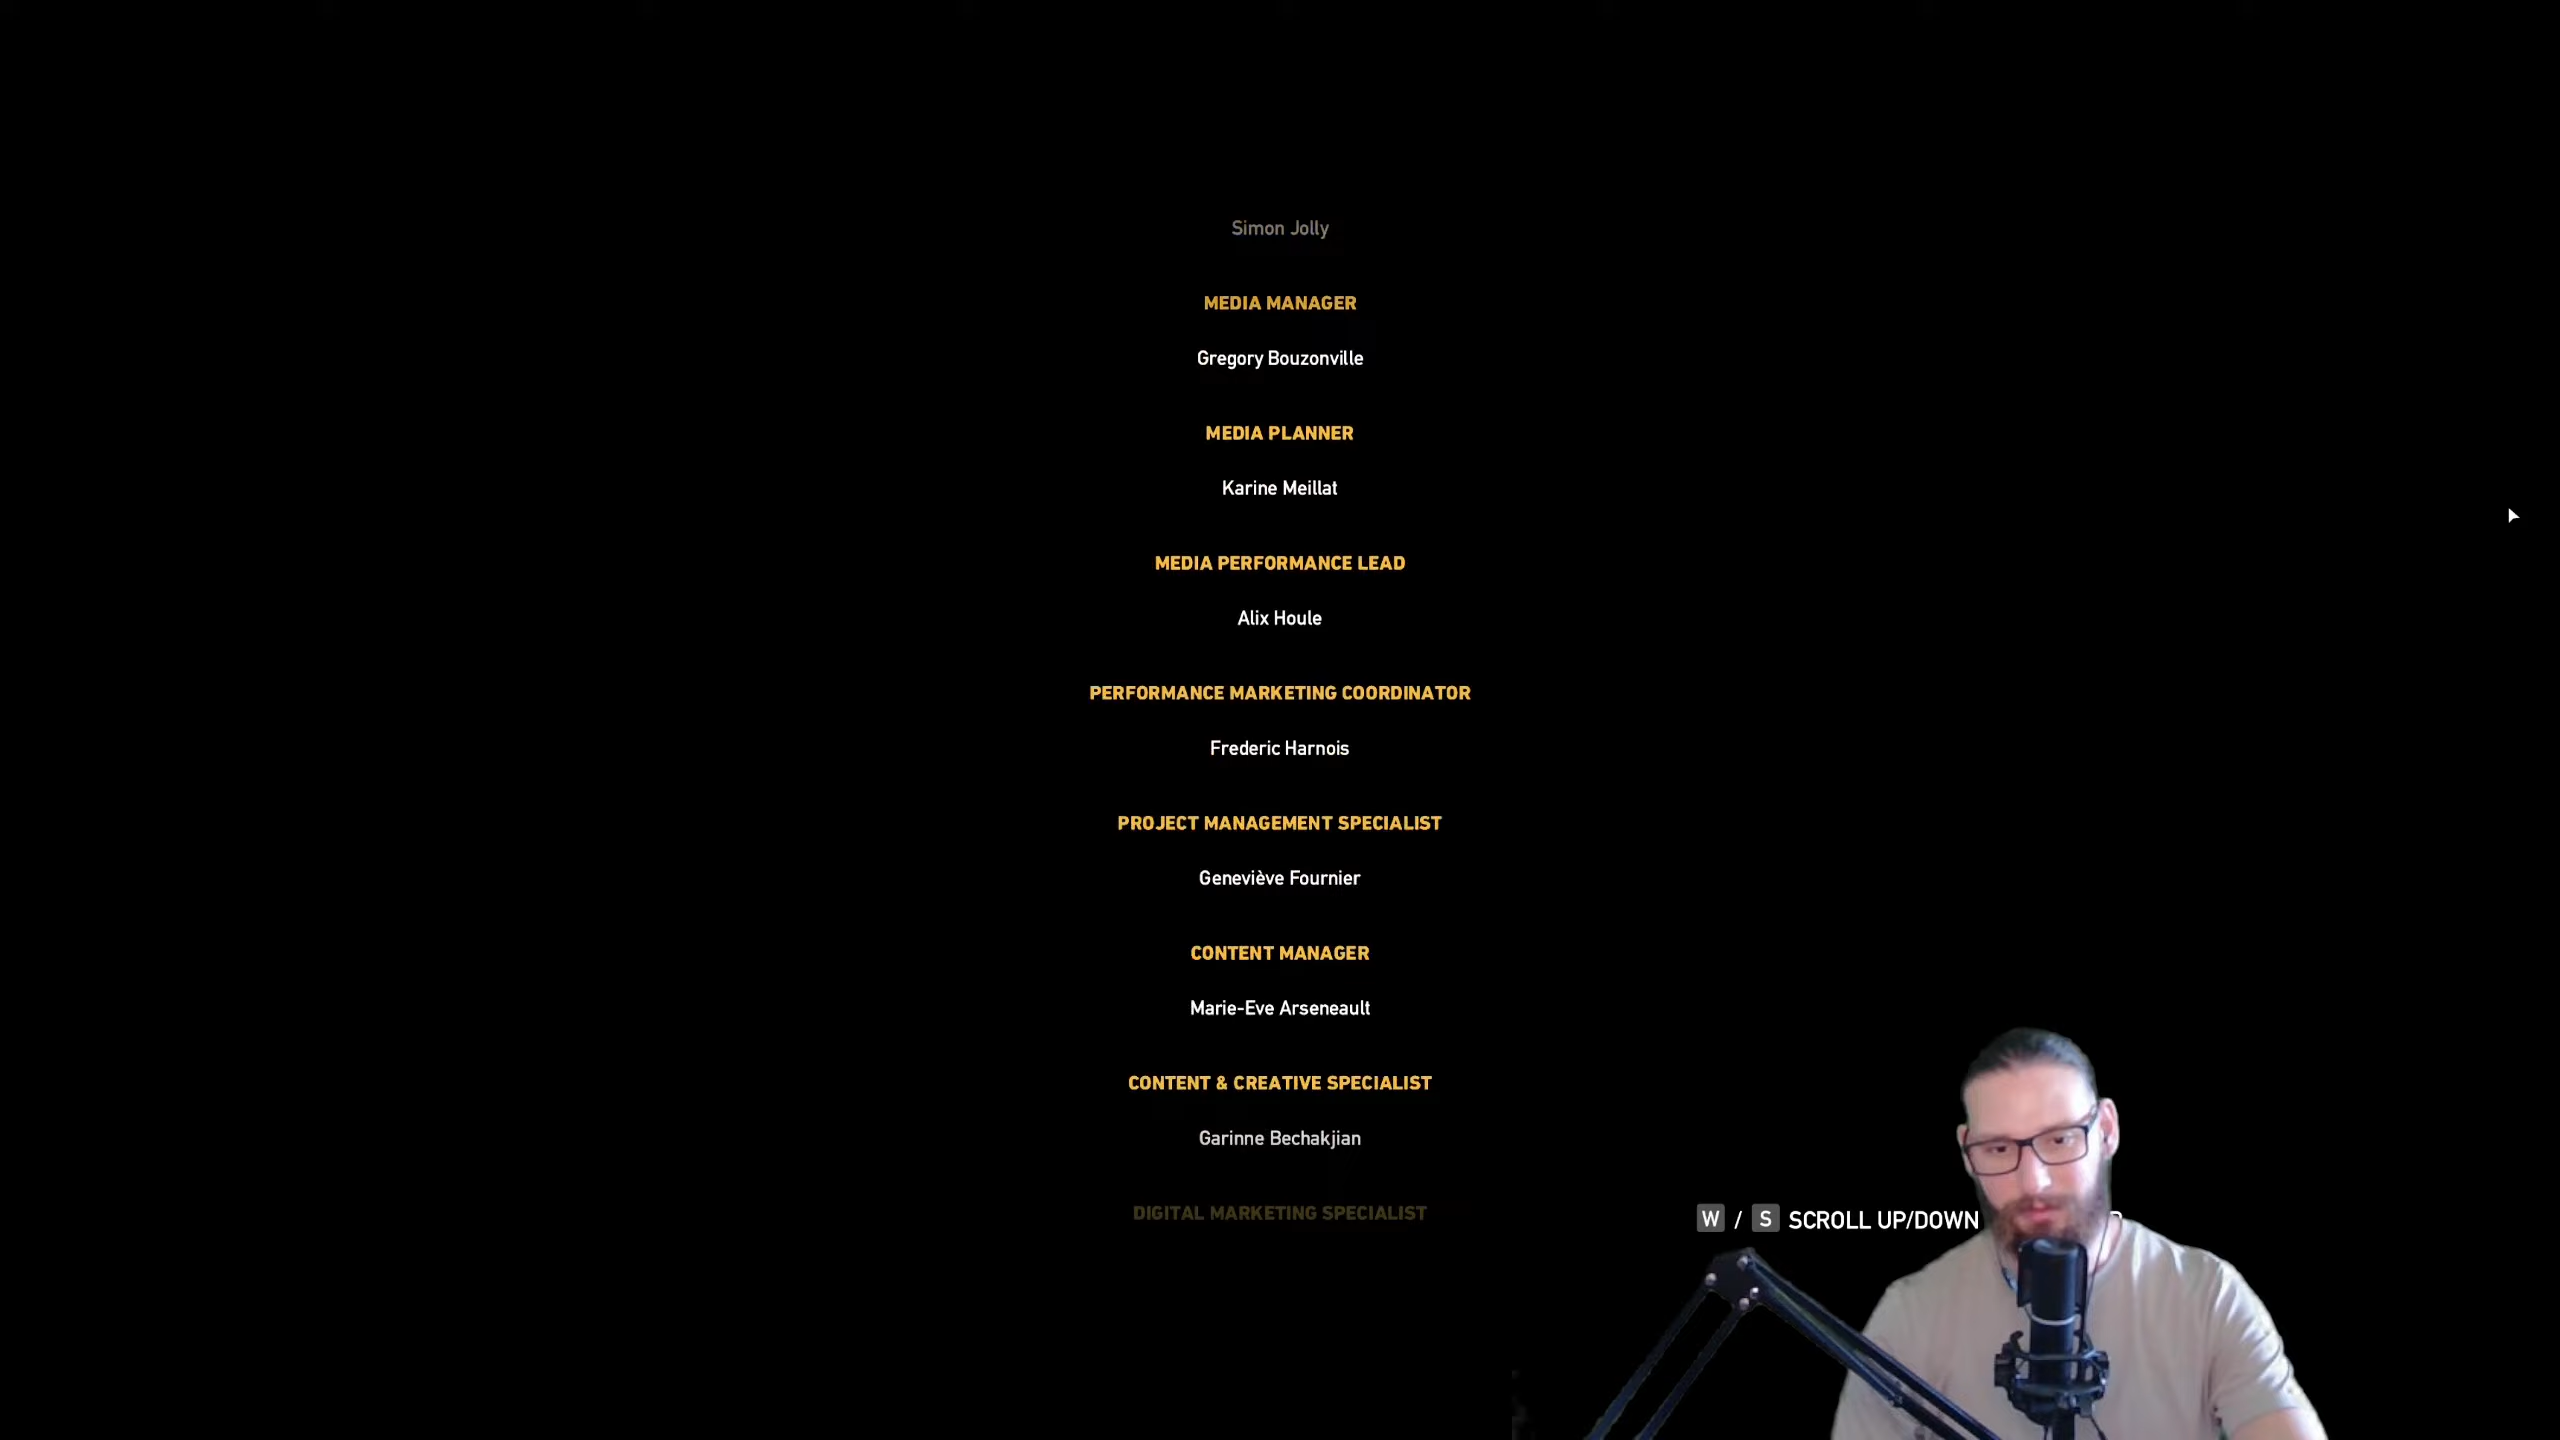 Simon Jolly
MEDIA MANAGER
Gregory Bouzonville
MEDIA PLANNER
Karine Meillat
MEDIA PERFORMANCE LEAD
Alix Houle
PERFORMANCE MARKETING COORDINATOR
Frederic Harnois
PROJECT MANAGEMENT SPECIALIST
Geneviève Fournier
CONTENT MANAGER
Marie-Eve Arseneault
CONTENT & CREATIVE SPECIALIST
Garinne Bechakjian
DIGITAL MARKETING SPECIALIST
W / S SCROLL UP/DOWN